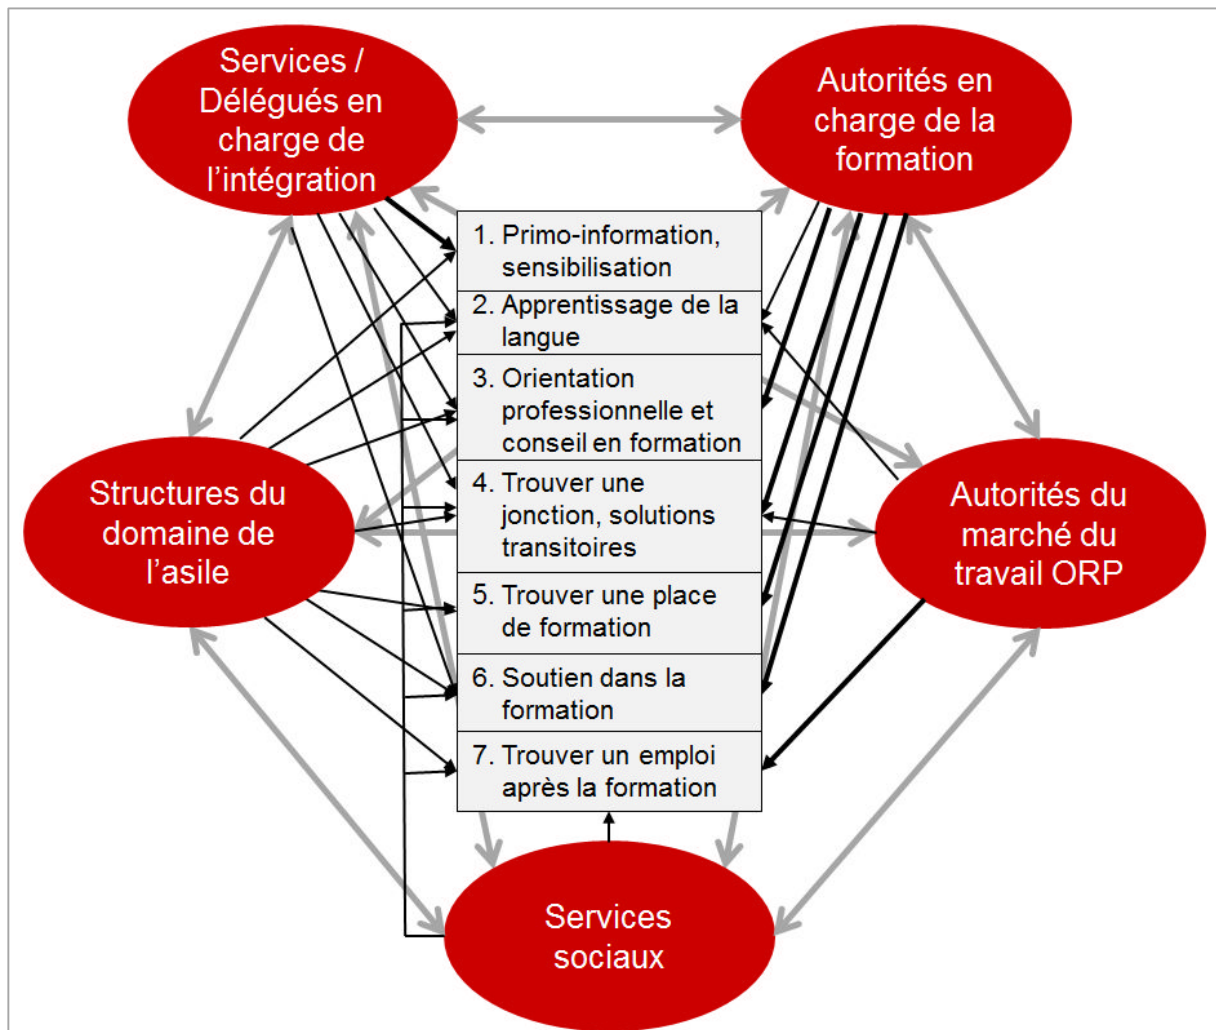 Services /
Délégués en
charge de
l'intégration
Autorités en
charge de la
formation
1. Primo-information,
sensibilisation
2. Apprentissage de la
langue
3. Orientation
professionnelle et
conseil en formation
4. Trouver une
jonction, solutions
transitoires
5. Trouver une place
de formation
6. Soutien dans la
formation
7. Trouver un emploi
après la formation
Structures du
domaine de
l'asile
Autorités du
marché du
travail ORP
Services
sociaux